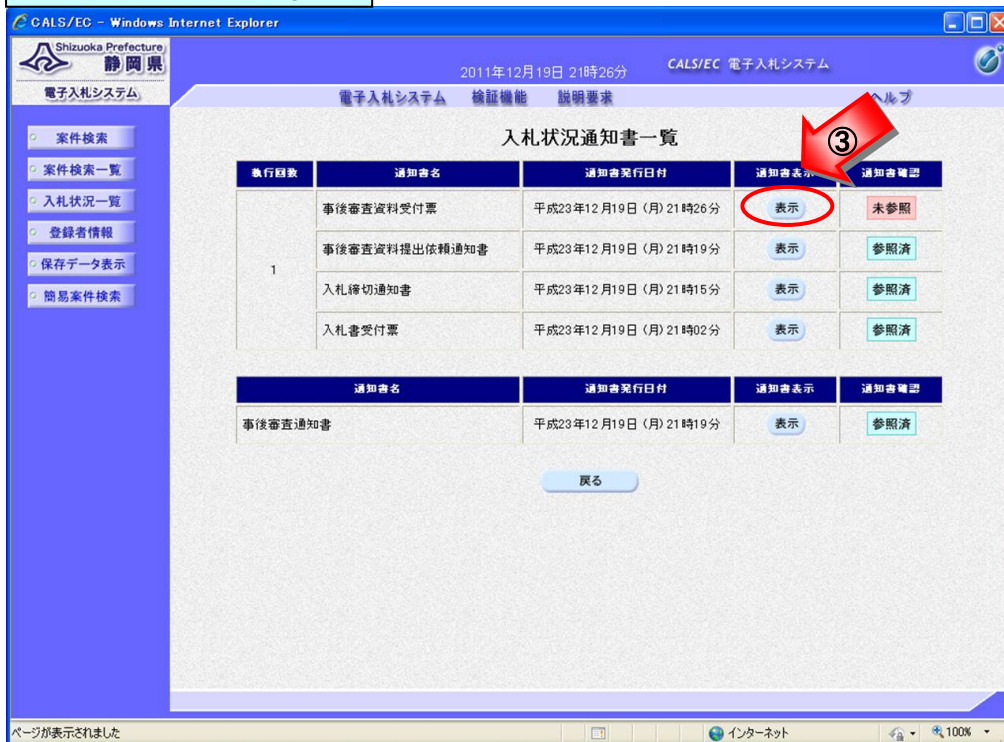 CALS/EC - Windows Internet Explorer
Shizuoka Prefecture
静岡県
電子入札システム
2011年12月19日 21時26分
CALS/EC 電子入札システム
電子入札システム 検証機能 説明要求 ヘルプ
案件検索
案件検索一覧
入札状況一覧
登録者情報
保存データ表示
簡易案件検索
入札状況通知書一覧
③
執行回数 通知書名 通知書発行日付 通知書表示 通知書確認
1
事後審査資料受付票 平成23年12月19日(月)21時26分 表示 未参照
事後審査資料提出依頼通知書 平成23年12月19日(月)21時19分 表示 参照済
入札締切通知書 平成23年12月19日(月)21時15分 表示 参照済
入札書受付票 平成23年12月19日(月)21時02分 表示 参照済
通知書名 通知書発行日付 通知書表示 通知書確認
事後審査通知書 平成23年12月19日(月)21時19分 表示 参照済
戻る
ページが表示されました インターネット 100%